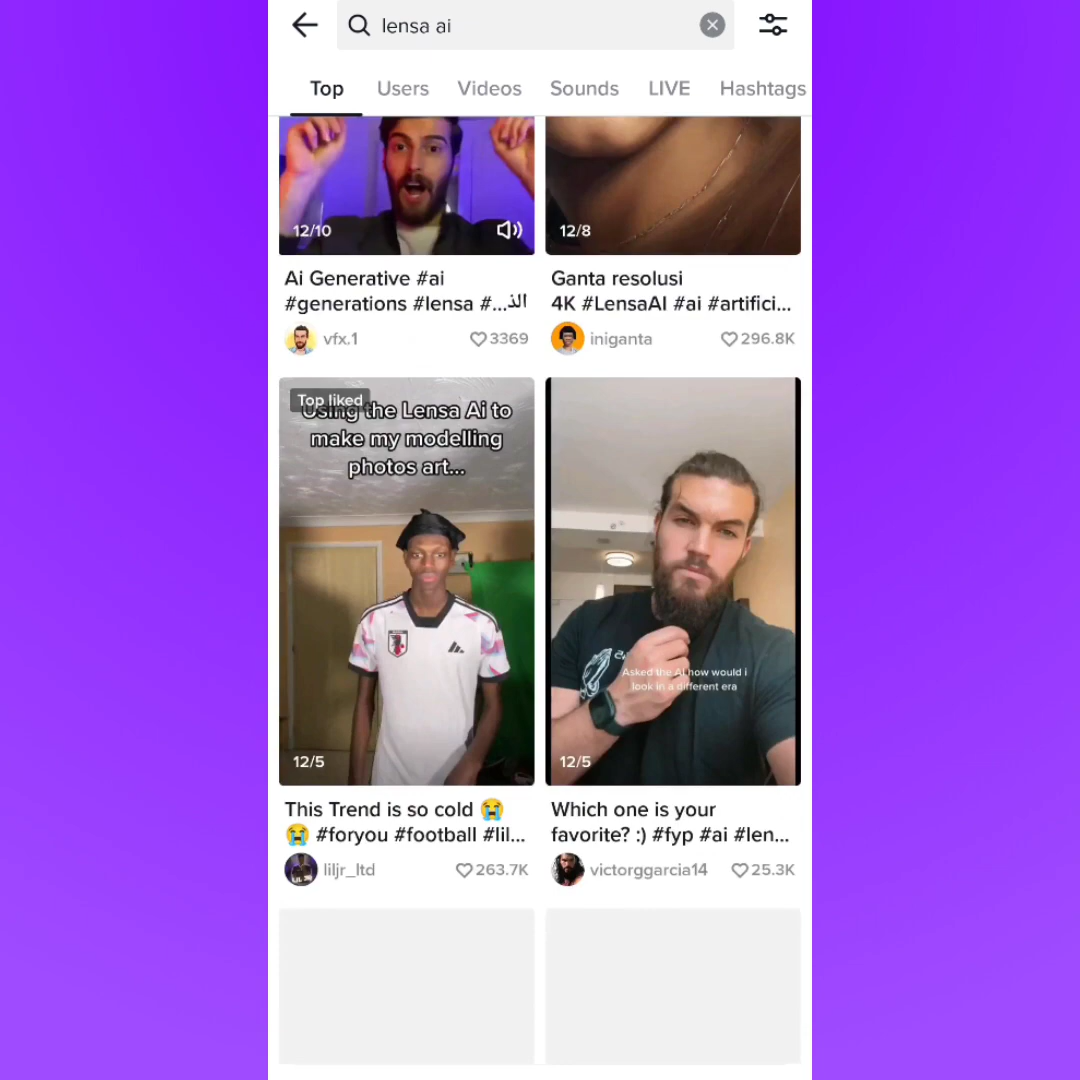 lensa ai
Top Users Videos Sounds LIVE Hashtags
12/10
12/8
Ai Generative #ai
#generations #lensa #...الذ
vfx.1 3369
Ganta resolusi
4K #LensaAI #ai #artifici...
iniganta 296.8K
Top liked
Using the Lensa Ai to
make my modelling
photos art...
12/5
Asked the AI how would i
look in a different era
12/5
This Trend is so cold 😭
😭 #foryou #football #lil...
liljr_ltd 263.7K
Which one is your
favorite? :) #fyp #ai #len...
victorggarcia14 25.3K